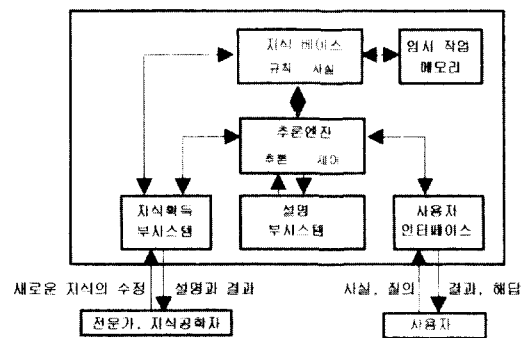 지식 베이스
규칙 사실
임시 작업
메모리
추론엔진
추론 제어
지식획득
부시스템
설명
부시스템
사용자
인터페이스
새로운 지식의 수정 설명과 결과
사실, 질의 결과, 해답
전문가, 지식공학자
사용자